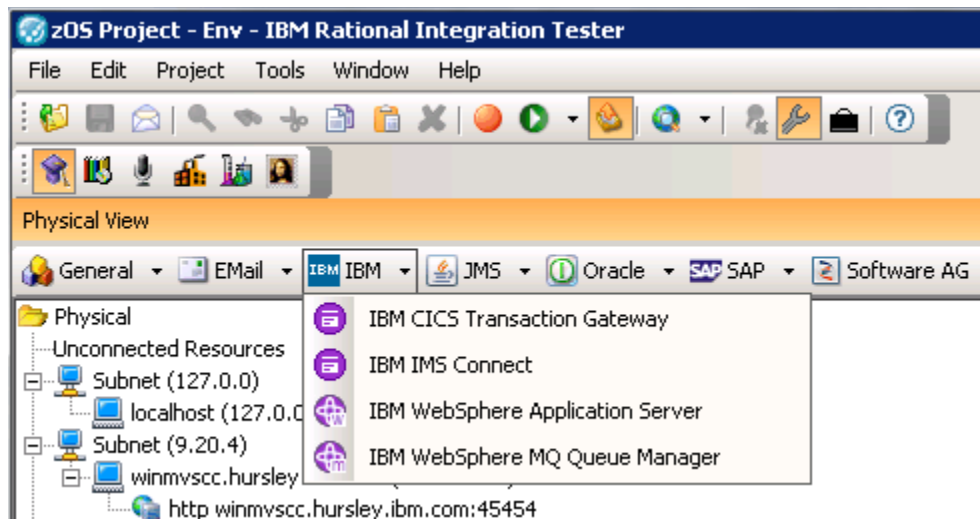 zOS Project - Env - IBM Rational Integration Tester
File Edit Project Tools Window Help
Physical View
General EMail IBM IBM JMS Oracle SAP SAP Software AG
Physical
IBM CICS Transaction Gateway
Unconnected Resources
IBM IMS Connect
Subnet (127.0.0)
localhost (127.0.0
IBM WebSphere Application Server
Subnet (9.20.4)
IBM WebSphere MQ Queue Manager
winmvscc.hursley
http winmvscc.hursley.ibm.com:45454